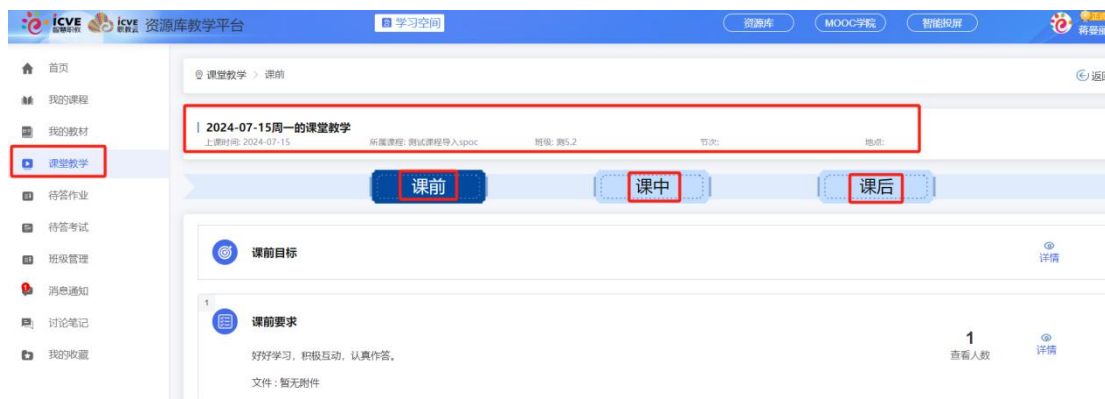 icve 智慧职教 icve 职教云 资源库教学平台 学习空间 资源库 MOOC学院 智能投屏
首页
课堂教学 > 课前
我的课程
我的教材
2024-07-15周一的课堂教学
上课时间: 2024-07-15 所属课程: 测试课程导入spoc 班级: 测5.2 节次: 地点:
课堂教学
课前 课中 课后
待答作业
待答考试
班级管理
消息通知
讨论笔记
我的收藏
课前目标
详情
1
课前要求
好好学习，积极互动，认真作答。
文件 : 暂无附件
1
查看人数
详情